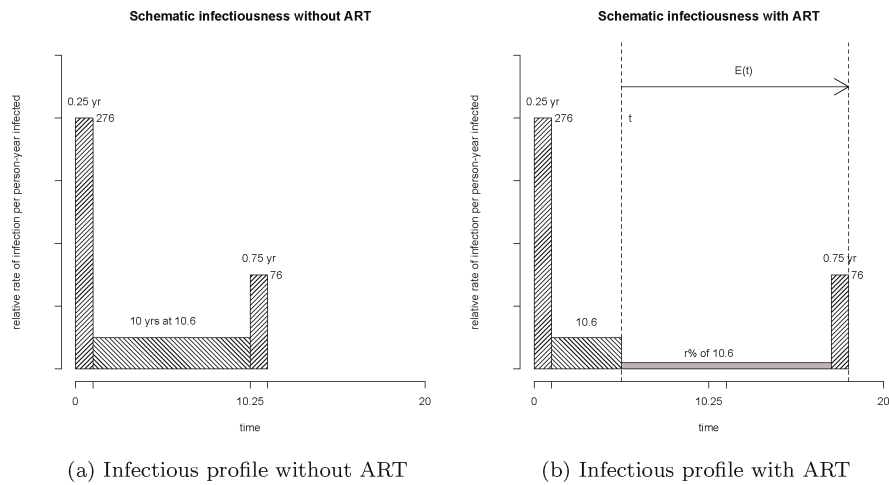 Schematic infectiousness without ART
relative rate of infection per person-year infected
0.25 yr
276
10 yrs at 10.6
0.75 yr
76
0
10.25
20
time
(a) Infectious profile without ART
Schematic infectiousness with ART
relative rate of infection per person-year infected
E(t)
0.25 yr
276
t
10.6
r% of 10.6
0.75 yr
76
0
10.25
20
time
(b) Infectious profile with ART